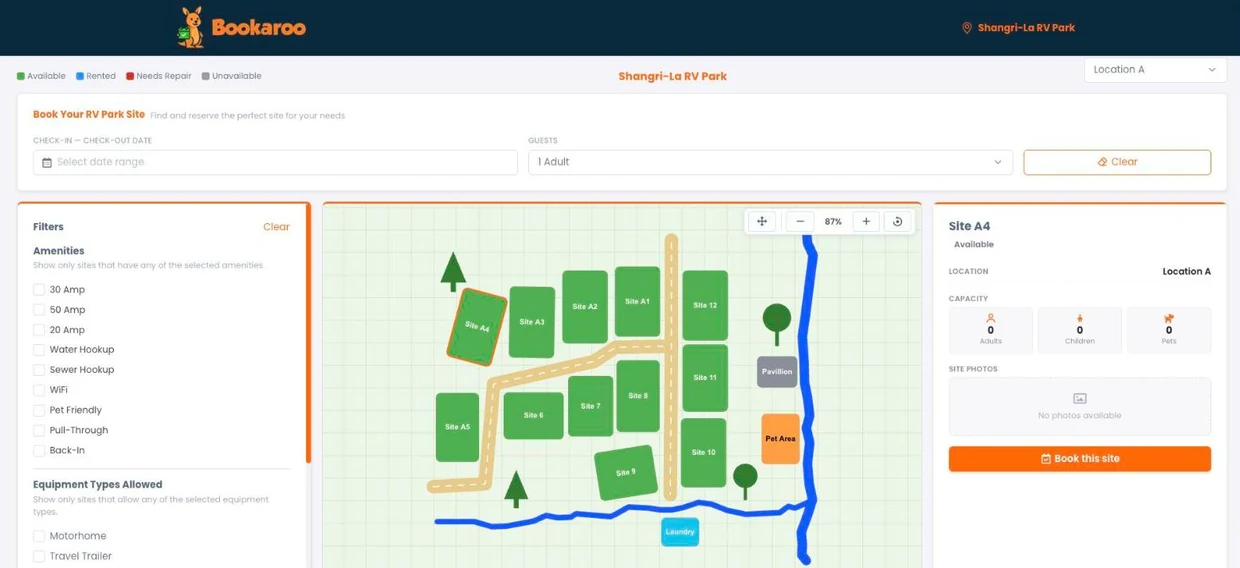 Bookaroo
Shangri-La RV Park
Available
Rented
Needs Repair
Unavailable
Shangri-La RV Park
Location A
Book Your RV Park Site Find and reserve the perfect site for your needs
CHECK-IN — CHECK-OUT DATE
Select date range
GUESTS
1 Adult
Clear
Filters
Clear
Amenities
Show only sites that have any of the selected amenities.
30 Amp
50 Amp
20 Amp
Water Hookup
Sewer Hookup
WiFi
Pet Friendly
Pull-Through
Back-In
Equipment Types Allowed
Show only sites that allow any of the selected equipment
types.
Motorhome
Travel Trailer
87%
Site A4
Site A3
Site A2
Site A1
Site 12
Site 11
Pavillion
Site 8
Site 7
Site 6
Site A5
Pet Area
Site 10
Site 9
Laundry
Site A4
Available
LOCATION
Location A
CAPACITY
0
Adults
0
Children
0
Pets
SITE PHOTOS
No photos available
Book this site